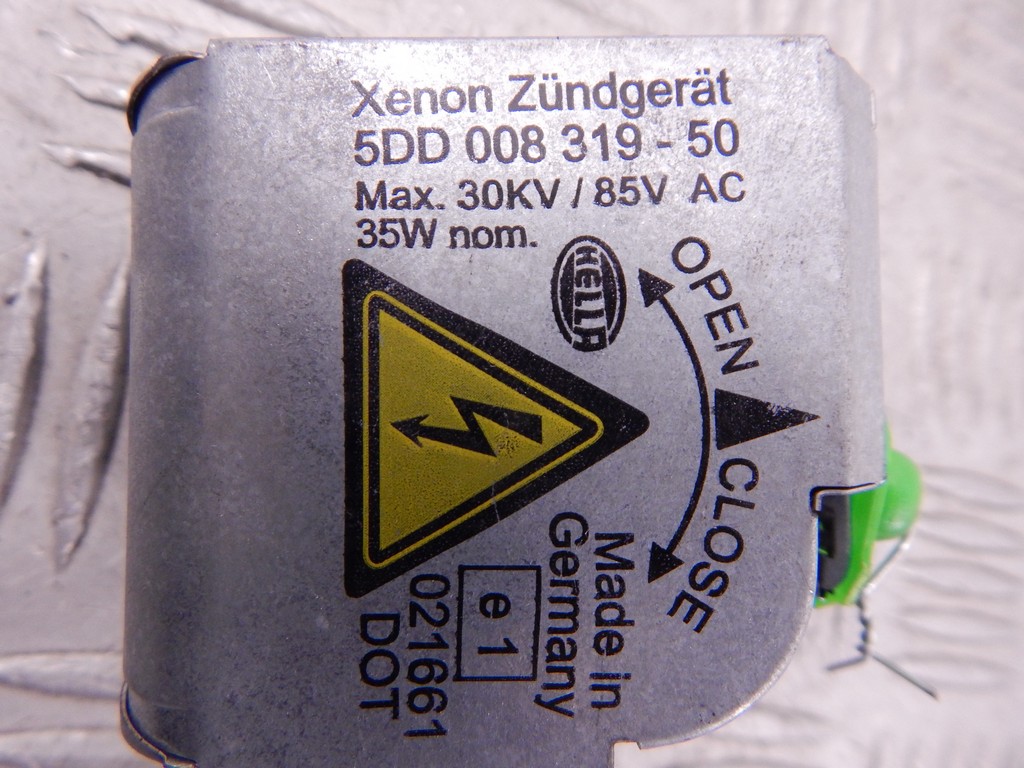 Xenon Zündgerät
5DD 008 319 - 50
Max. 30KV / 85V AC
35W nom.
HELLA
OPEN
CLOSE
Made in
Germany
e1
021661
DOT